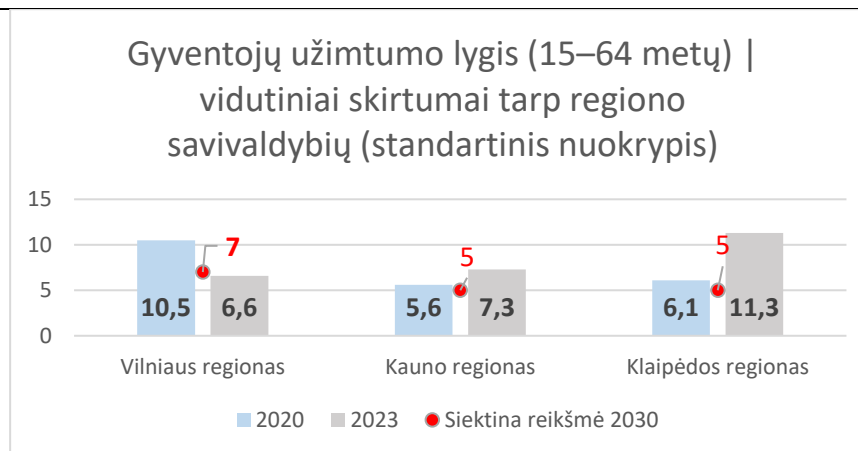 Gyventojų užimtumo lygis (15–64 metų) |
vidutiniai skirtumai tarp regiono
savivaldybių (standartinis nuokrypis)
15
10
5
0
7
5
5
10,5
6,6
5,6
7,3
6,1
11,3
Vilniaus regionas
Kauno regionas
Klaipėdos regionas
2020
2023
Siektina reikšmė 2030